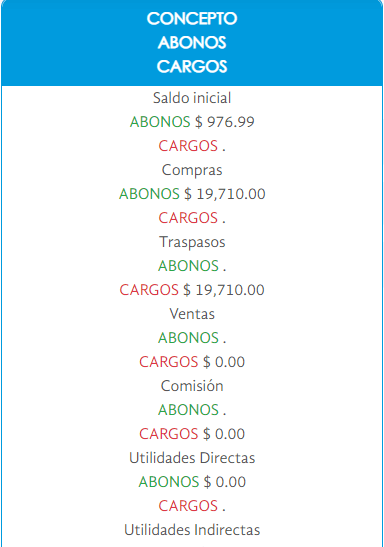 CONCEPTO
ABONOS
CARGOS
Saldo inicial
ABONOS $ 976.99
CARGOS .
Compras
ABONOS $ 19,710.00
CARGOS .
Traspasos
ABONOS .
CARGOS $ 19,710.00
Ventas
ABONOS .
CARGOS $ 0.00
Comisión
ABONOS .
CARGOS $ 0.00
Utilidades Directas
ABONOS $ 0.00
CARGOS .
Utilidades Indirectas